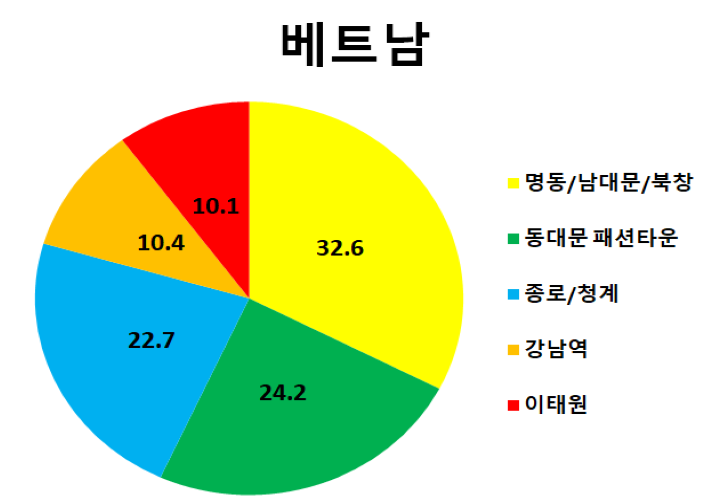 베트남
명동/남대문/북창
동대문 패션타운
종로/청계
강남역
이태원
10.1
10.4
32.6
22.7
24.2